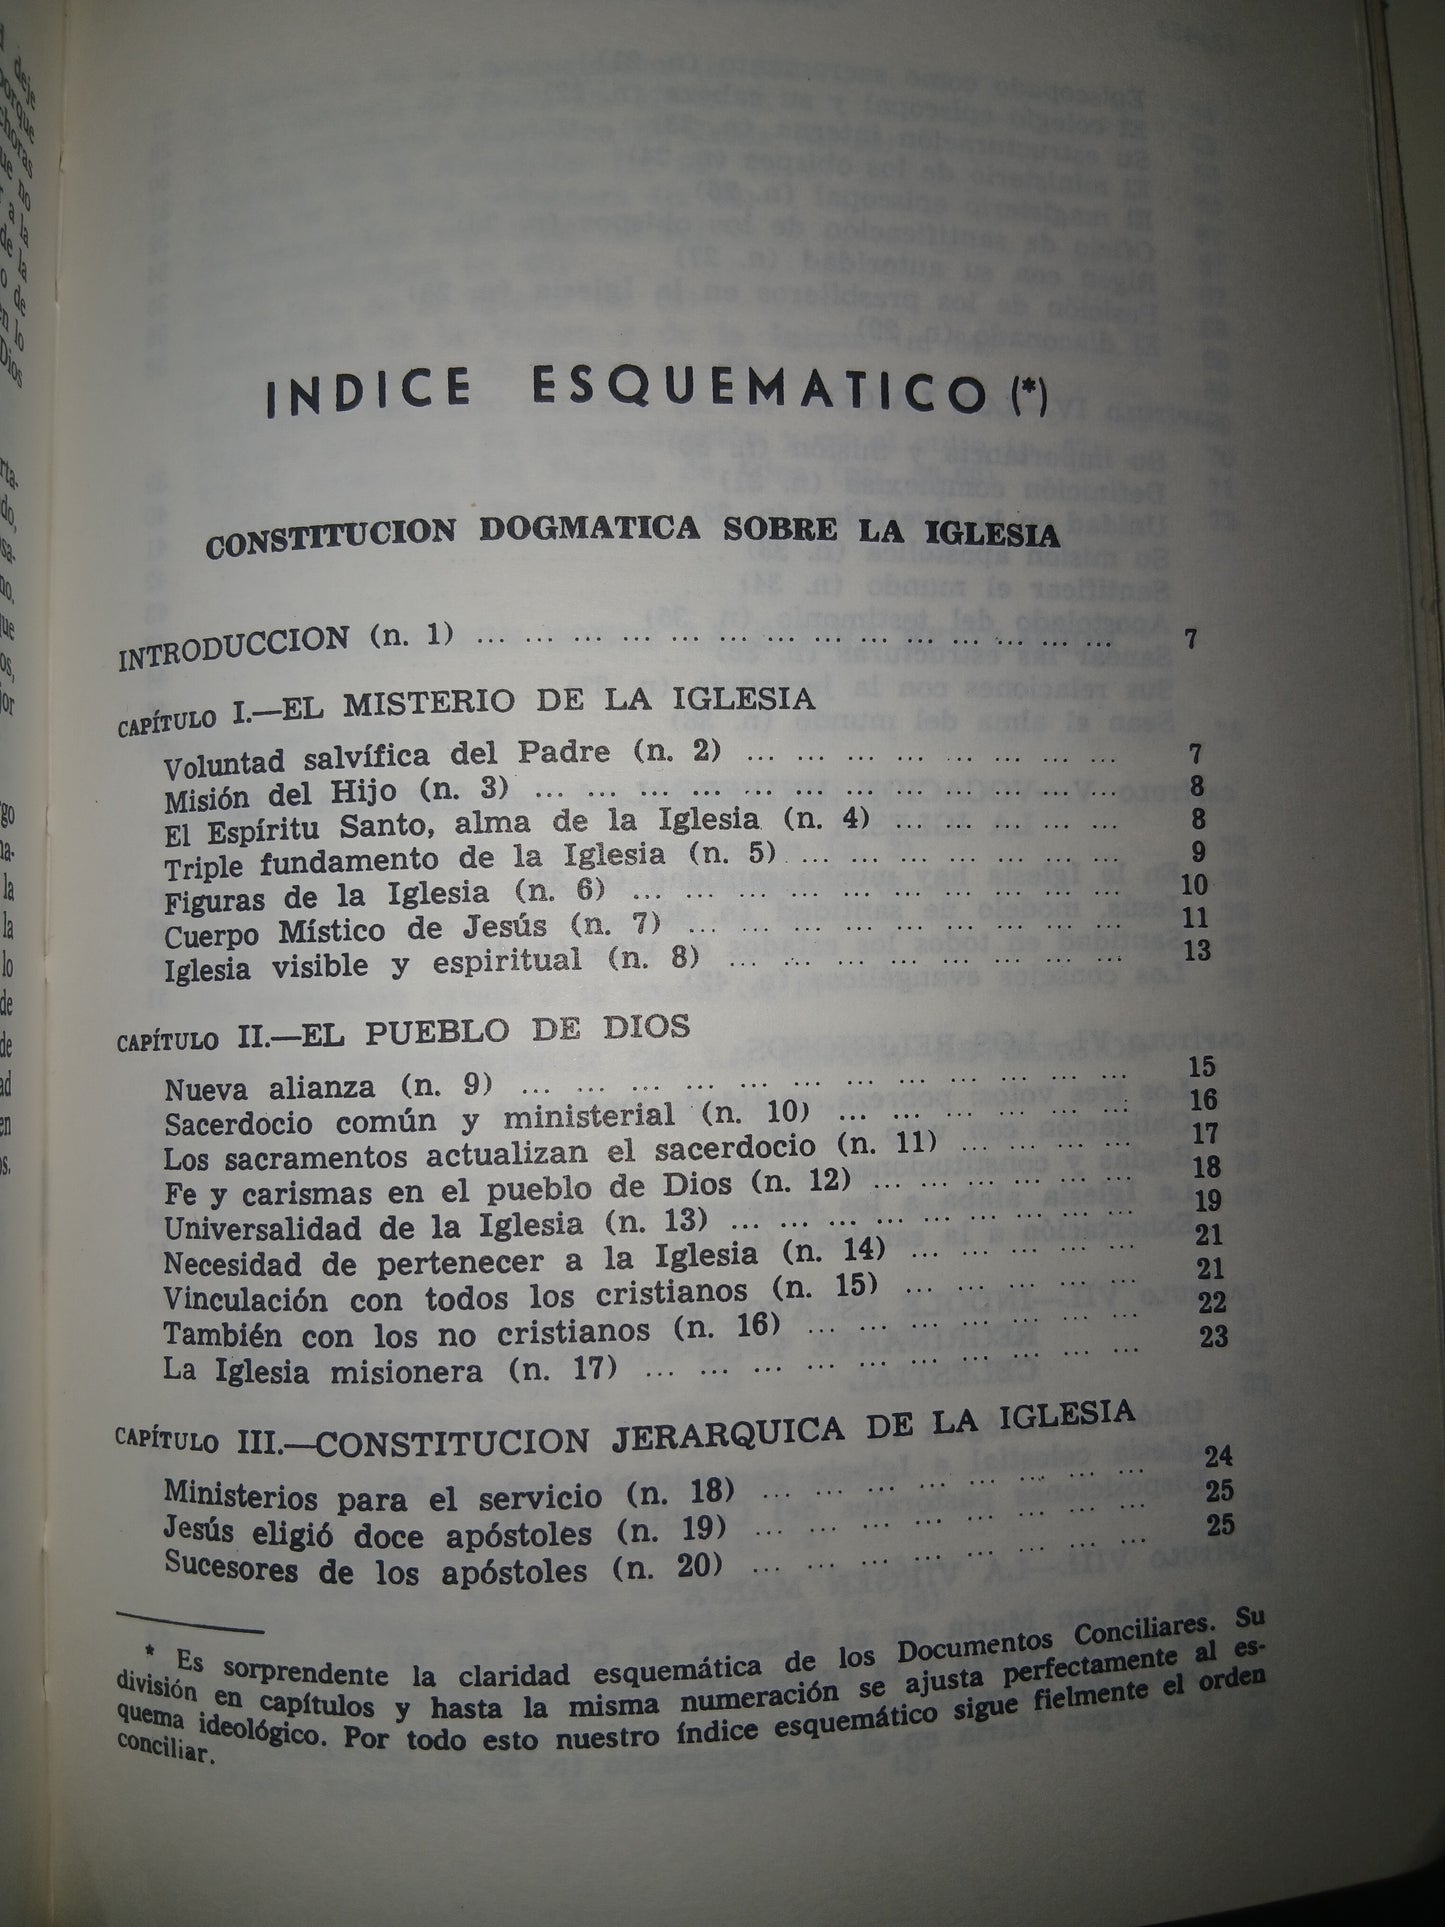 INDICE ESQUEMATICO (*)
CONSTITUCION DOGMATICA SOBRE LA IGLESIA
INTRODUCCION (n. 1) ... ... ... ... ... ... ... ... ... ... ... ... ... ... 7
CAPÍTULO I.—EL MISTERIO DE LA IGLESIA
Voluntad salvífica del Padre (n. 2) ... ... ... ... ... ... ... ... 7
Misión del Hijo (n. 3) ... ... ... ... ... ... ... ... ... ... ... ... 8
El Espíritu Santo, alma de la Iglesia (n. 4) ... ... ... ... ... 8
Triple fundamento de la Iglesia (n. 5) ... ... ... ... ... ... ... 9
Figuras de la Iglesia (n. 6) ... ... ... ... ... ... ... ... ... ... 10
Cuerpo Místico de Jesús (n. 7) ... ... ... ... ... ... ... ... ... 11
Iglesia visible y espiritual (n. 8) ... ... ... ... ... ... ... ... 13
CAPÍTULO II.—EL PUEBLO DE DIOS
Nueva alianza (n. 9) ... ... ... ... ... ... ... ... ... ... ... ... 15
Sacerdocio común y ministerial (n. 10) ... ... ... ... ... ... 16
Los sacramentos actualizan el sacerdocio (n. 11) ... ... ... ... 17
Fe y carismas en el pueblo de Dios (n. 12) ... ... ... ... ... ... 18
Universalidad de la Iglesia (n. 13) ... ... ... ... ... ... ... ... ... 19
Necesidad de pertenecer a la Iglesia (n. 14) ... ... ... ... ... 21
Vinculación con todos los cristianos (n. 15) ... ... ... ... ... 21
También con los no cristianos (n. 16) ... ... ... ... ... ... ... 22
La Iglesia misionera (n. 17) ... ... ... ... ... ... ... ... ... ... 23
CAPÍTULO III.—CONSTITUCION JERARQUICA DE LA IGLESIA
Ministerios para el servicio (n. 18) ... ... ... ... ... ... ... ... 24
Jesús eligió doce apóstoles (n. 19) ... ... ... ... ... ... ... ... 25
Sucesores de los apóstoles (n. 20) ... ... ... ... ... ... ... ... 25
* Es sorprendente la claridad esquemática de los Documentos Conciliares. Su
división en capítulos y hasta la misma numeración se ajusta perfectamente al es-
quema ideológico. Por todo esto nuestro índice esquemático sigue fielmente el orden
conciliar.